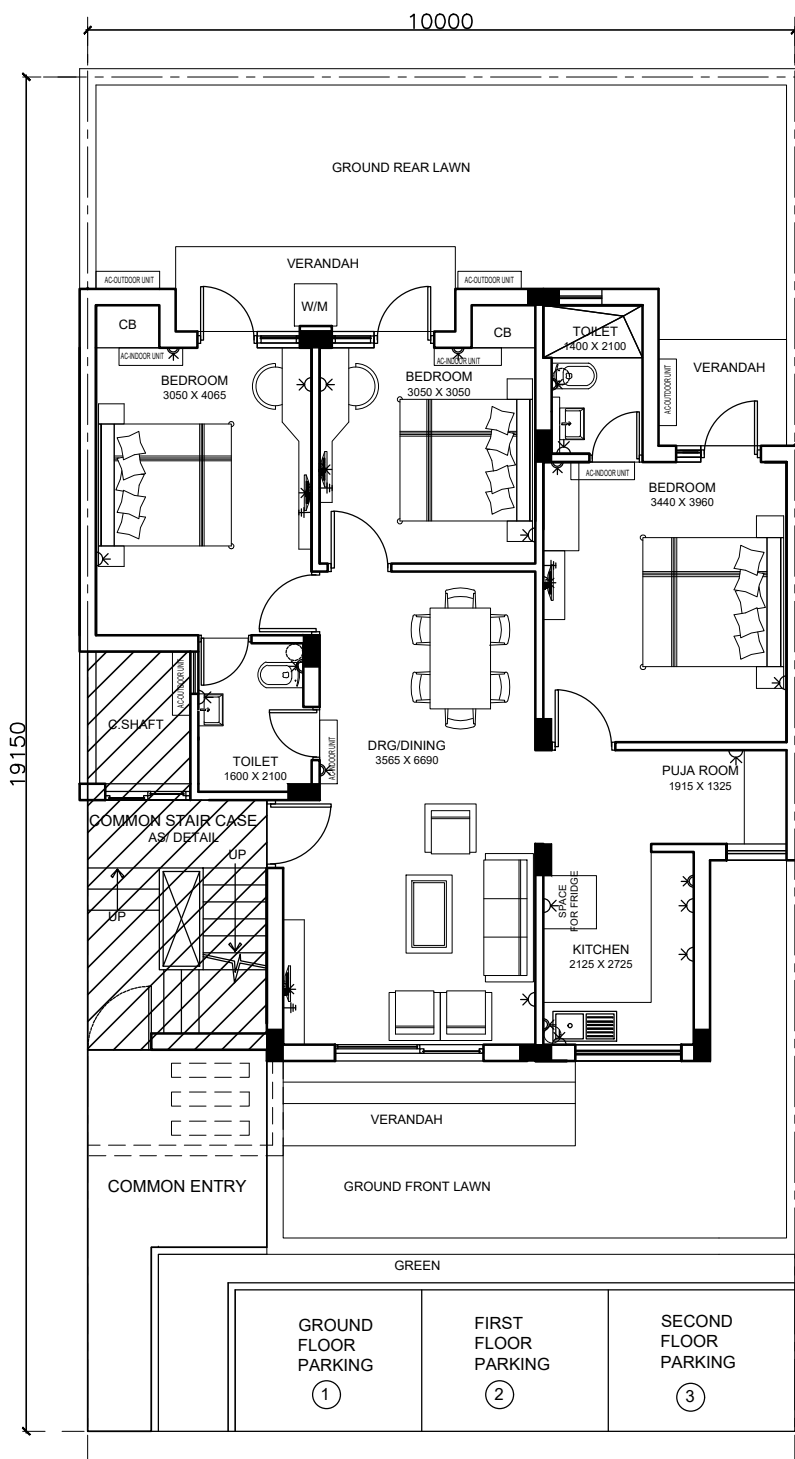 10000
19150
GROUND REAR LAWN
VERANDAH
AC-OUTDOOR UNIT
AC-OUTDOOR UNIT
W/M
CB
CB
AC-INDOOR UNIT
AC-INDOOR UNIT
TOILET
1400 X 2100
VERANDAH
AC-OUTDOOR UNIT
BEDROOM
3050 X 4065
BEDROOM
3050 X 3050
AC-INDOOR UNIT
BEDROOM
3440 X 3960
AC-OUTDOOR UNIT
C.SHAFT
TOILET
1600 X 2100
AC-INDOOR UNIT
DRG/DINING
3565 X 6690
PUJA ROOM
1915 X 1325
COMMON STAIR CASE
AS/ DETAIL
UP
UP
SPACE
FOR FRIDGE
KITCHEN
2125 X 2725
VERANDAH
COMMON ENTRY
GROUND FRONT LAWN
GREEN
GROUND
FLOOR
PARKING
1
FIRST
FLOOR
PARKING
2
SECOND
FLOOR
PARKING
3